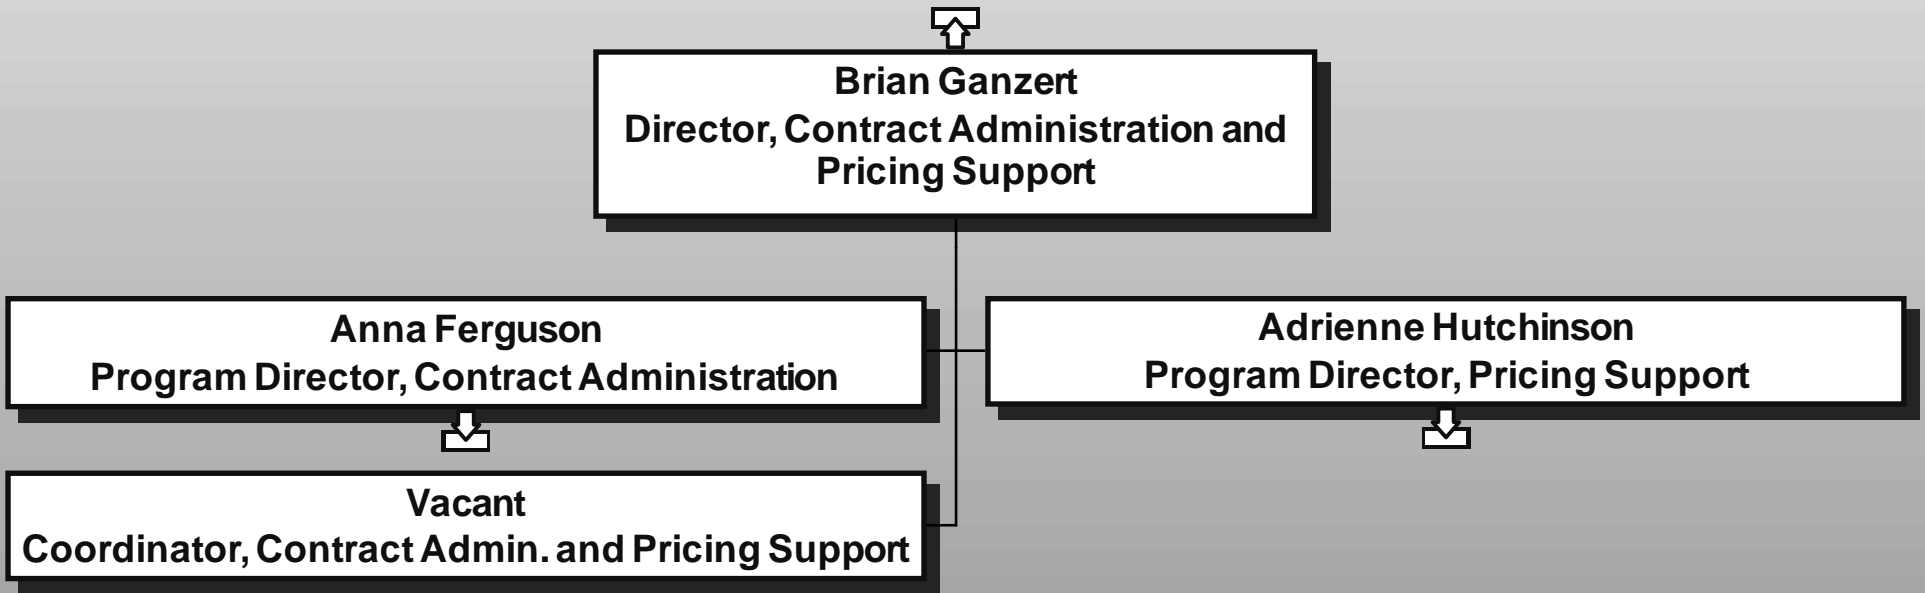 Brian Ganzert
Director, Contract Administration and
Pricing Support
Anna Ferguson
Program Director, Contract Administration
Adrienne Hutchinson
Program Director, Pricing Support
Vacant
Coordinator, Contract Admin. and Pricing Support